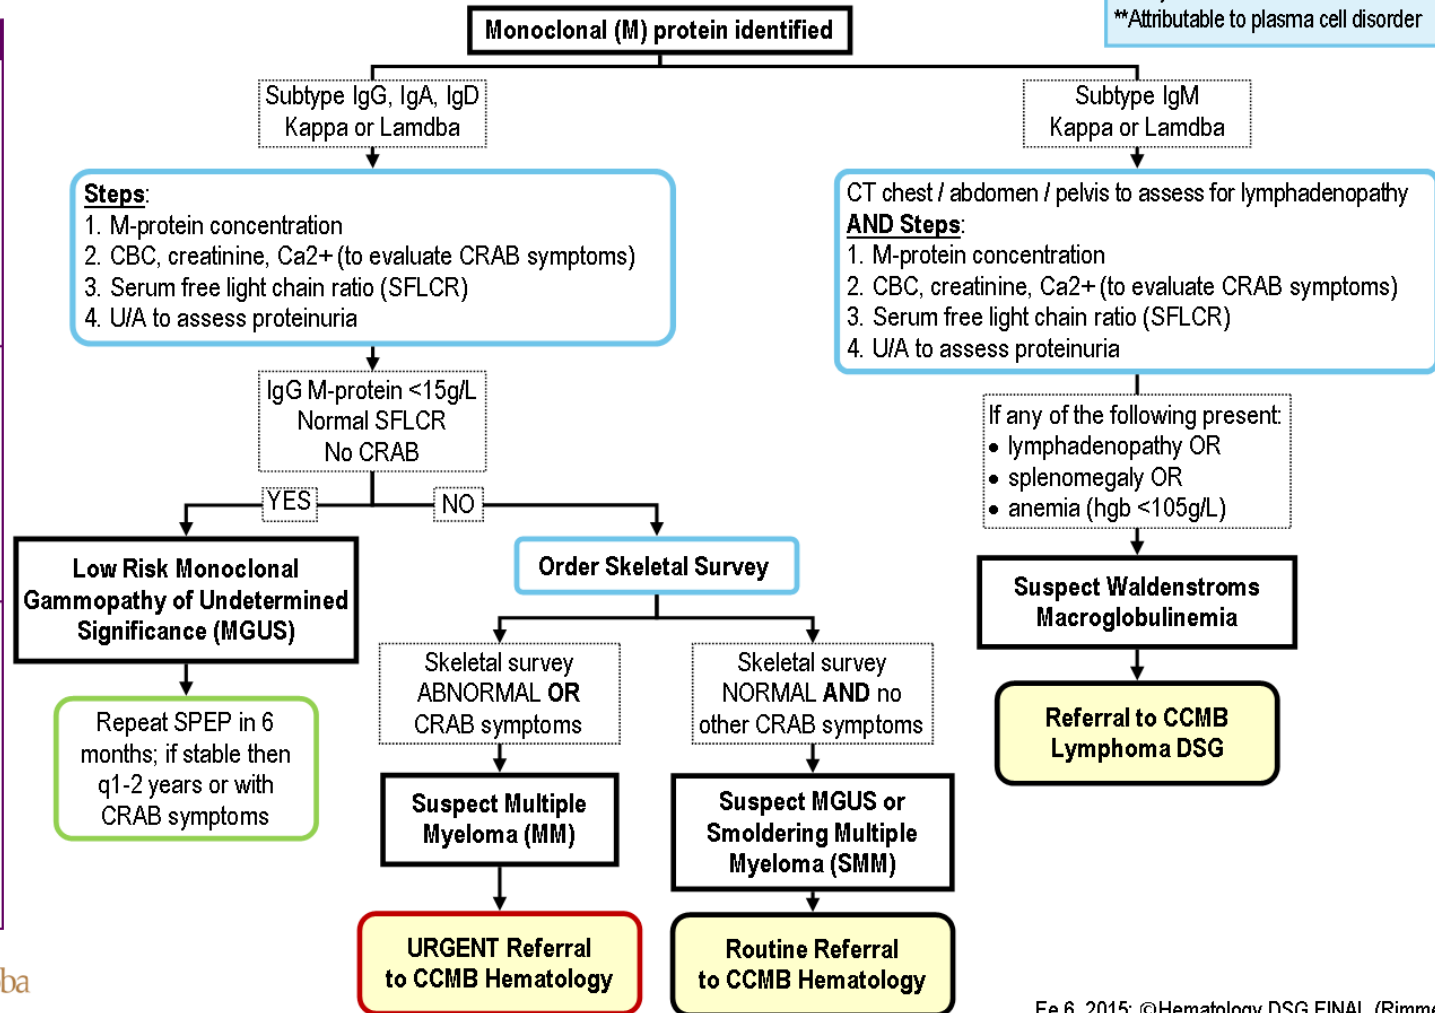 **Attributable to plasma cell disorder
Monoclonal (M) protein identified
Subtype IgG, IgA, IgD
Kappa or Lamdba
Steps:
1. M-protein concentration
2. CBC, creatinine, Ca2+ (to evaluate CRAB symptoms)
3. Serum free light chain ratio (SFLCR)
4. U/A to assess proteinuria
IgG M-protein <15g/L
Normal SFLCR
No CRAB
YES
NO
Low Risk Monoclonal
Gammopathy of Undetermined
Significance (MGUS)
Repeat SPEP in 6
months; if stable then
q1-2 years or with
CRAB symptoms
Order Skeletal Survey
Skeletal survey
ABNORMAL OR
CRAB symptoms
Suspect Multiple
Myeloma (MM)
URGENT Referral
to CCMB Hematology
Skeletal survey
NORMAL AND no
other CRAB symptoms
Suspect MGUS or
Smoldering Multiple
Myeloma (SMM)
Routine Referral
to CCMB Hematology
Subtype IgM
Kappa or Lamdba
CT chest / abdomen / pelvis to assess for lymphadenopathy
AND Steps:
1. M-protein concentration
2. CBC, creatinine, Ca2+ (to evaluate CRAB symptoms)
3. Serum free light chain ratio (SFLCR)
4. U/A to assess proteinuria
If any of the following present:
• lymphadenopathy OR
• splenomegaly OR
• anemia (hgb <105g/L)
Suspect Waldenstroms
Macroglobulinemia
Referral to CCMB
Lymphoma DSG
ba
Fe 6, 2015: ©Hematology DSG FINAL (Rimme